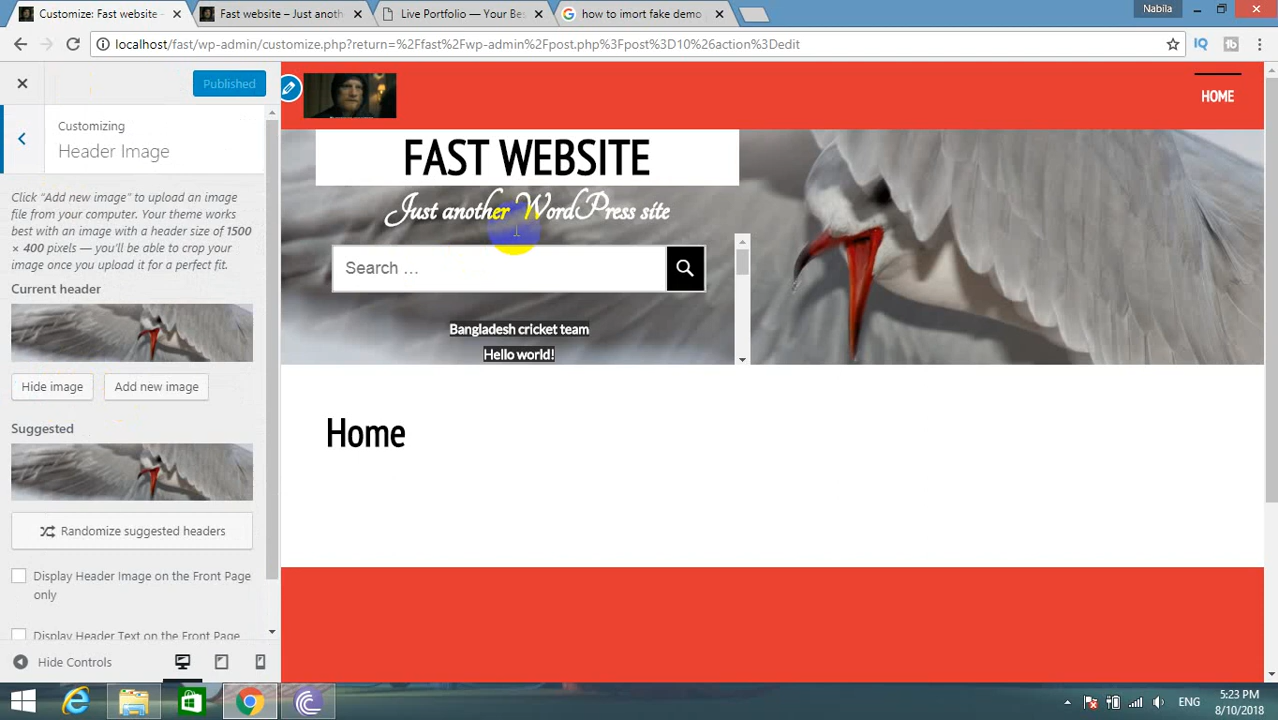 Customize: Fast website –
Fast website – Just anoth
Live Portfolio — Your Bes
how to imort fake demo
Nabila
localhost/fast/wp-admin/customize.php?return=%2Ffast%2Fwp-admin%2Fpost.php%3Fpost%3D10%26action%3Dedit
Published
Customizing
Header Image
Click “Add new image” to upload an image
file from your computer. Your theme works
best with an image with a header size of 1500
× 400 pixels — you’ll be able to crop your
image once you upload it for a perfect fit.
Current header
Hide image
Add new image
Suggested
Randomize suggested headers
Display Header Image on the Front Page
only
Display Header Text on the Front Page
Hide Controls
HOME
FAST WEBSITE
Just another WordPress site
Search …
Bangladesh cricket team
Hello world!
Home
ENG
5:23 PM
8/10/2018